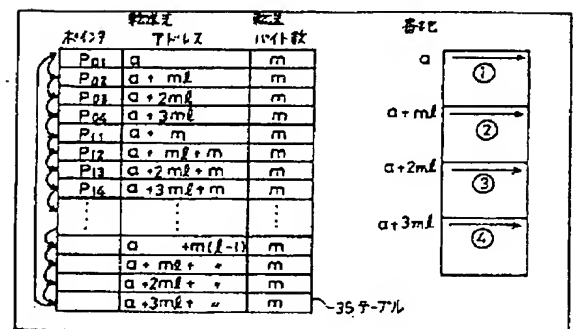 転送元 転送
ポインタ アドレス バイト数
P01 a m
P02 a + mℓ m
P03 a + 2mℓ m
P04 a + 3mℓ m
P11 a + m m
P12 a + mℓ + m m
P13 a + 2mℓ + m m
P14 a + 3mℓ + m m
a + m(ℓ-1) m
a + mℓ + 〃 m
a + 2mℓ + 〃 m
a + 3mℓ + 〃 m
35 テーブル
番地
a ①
a + mℓ ②
a + 2mℓ ③
a + 3mℓ ④